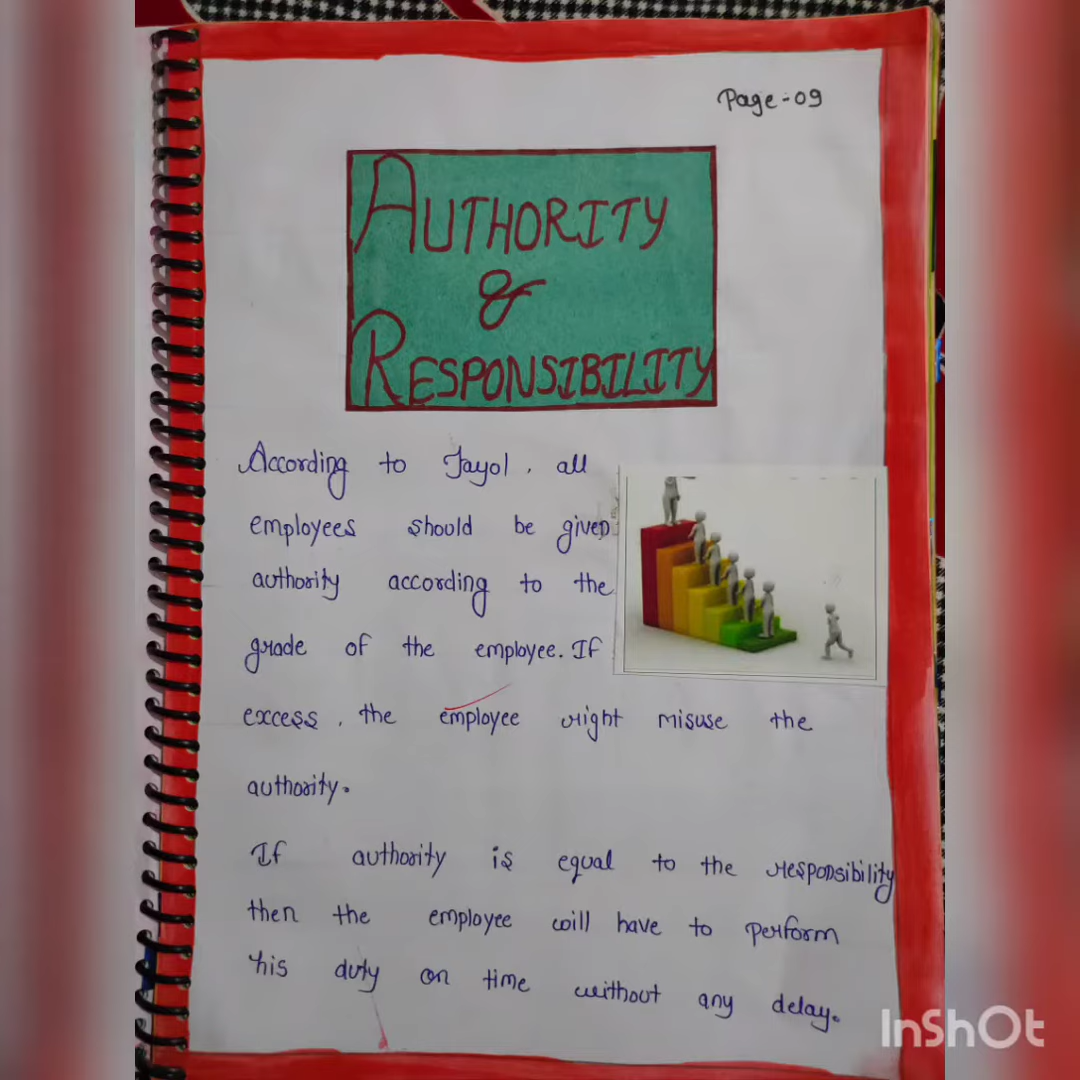 Page-09
AUTHORITY
&
RESPONSIBILITY
According to Fayol, all
employees should be given
authority according to the
grade of the employee. If
excess, the employee right misuse the
authority.
If authority is equal to the responsibility
then the employee will have to perform
his duty on time without any delay.
InShOt